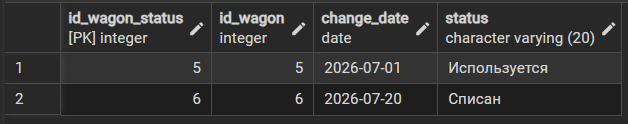 id_wagon_status id_wagon change_date status
[PK] integer integer date character varying (20)
1 5 5 2026-07-01 Используется
2 6 6 2026-07-20 Списан